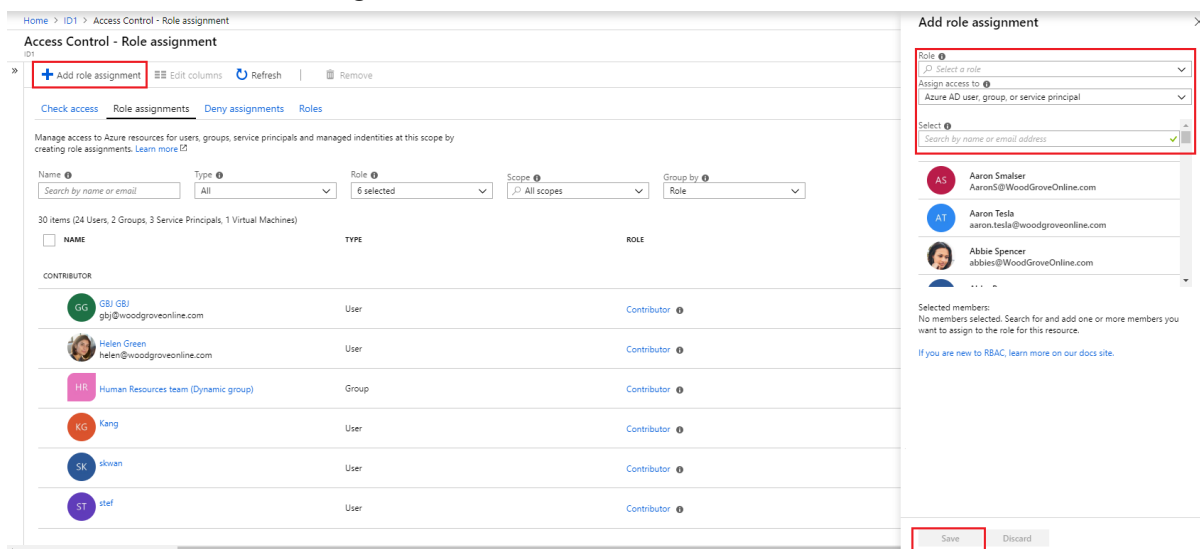 Home > ID1 > Access Control - Role assignment
Access Control - Role assignment
ID1
» Add role assignment Edit columns Refresh Remove
Check access Role assignments Deny assignments Roles
Manage access to Azure resources for users, groups, service principals and managed indentities at this scope by
creating role assignments. Learn more
Name Type Role Scope Group by
Search by name or email All 6 selected All scopes Role
30 items (24 Users, 2 Groups, 3 Service Principals, 1 Virtual Machines)
NAME TYPE ROLE
CONTRIBUTOR
GG GBJ GBJ
gbj@woodgroveonline.com User Contributor
Helen Green
helen@woodgroveonline.com User Contributor
HR Human Resources team (Dynamic group) Group Contributor
KG Kang User Contributor
SK skwan User Contributor
ST stef User Contributor
Add role assignment
Role
Select a role
Assign access to
Azure AD user, group, or service principal
Select
Search by name or email address
AS Aaron Smalser
AaronS@WoodGroveOnline.com
AT Aaron Tesla
aaron.tesla@woodgroveonline.com
Abbie Spencer
abbies@WoodGroveOnline.com
Selected members:
No members selected. Search for and add one or more members you
want to assign to the role for this resource.
If you are new to RBAC, learn more on our docs site.
Save Discard